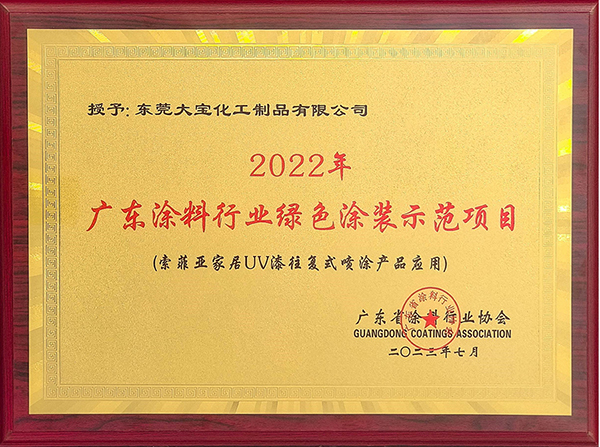 授予: 东莞大宝化工制品有限公司
2022年
广东涂料行业绿色涂装示范项目
(索菲亚家居UV漆往复式喷涂产品应用)
广东省涂料行业协会
GUANGDONG COATINGS ASSOCIATION
二〇二三年七月